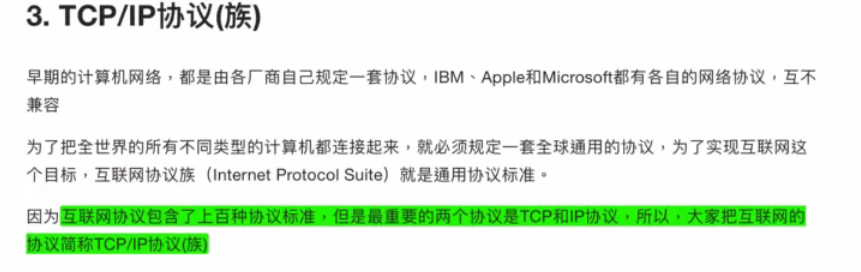 3. TCP/IP协议(族)
早期的计算机网络，都是由各厂商自己规定一套协议，IBM、Apple和Microsoft都有各自的网络协议，互不
兼容
为了把全世界的所有不同类型的计算机都连接起来，就必须规定一套全球通用的协议，为了实现互联网这
个目标，互联网协议族（Internet Protocol Suite）就是通用协议标准。
因为互联网协议包含了上百种协议标准，但是最重要的两个协议是TCP和IP协议，所以，大家把互联网的
协议简称TCP/IP协议(族)